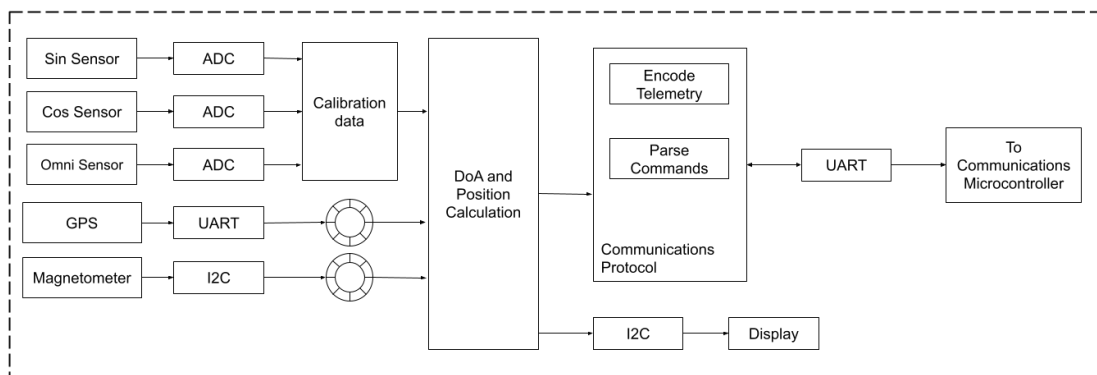 Sin Sensor
ADC
Cos Sensor
ADC
Omni Sensor
ADC
Calibration
data
GPS
UART
Magnetometer
I2C
DoA and
Position
Calculation
Encode
Telemetry
Parse
Commands
Communications
Protocol
UART
To
Communications
Microcontroller
I2C
Display